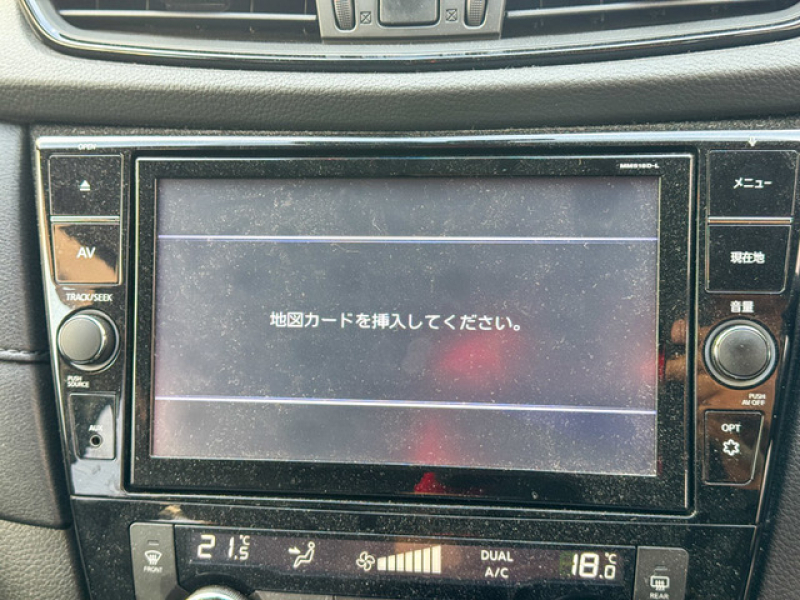 OPEN
MM516D-L
メニュー
AV
現在地
TRACK/SEEK
音量
地図カードを挿入してください。
PUSH
SOURCE
PUSH
AV OFF
AUX
OPT
21.5℃
DUAL
A/C
18.0℃
FRONT
REAR